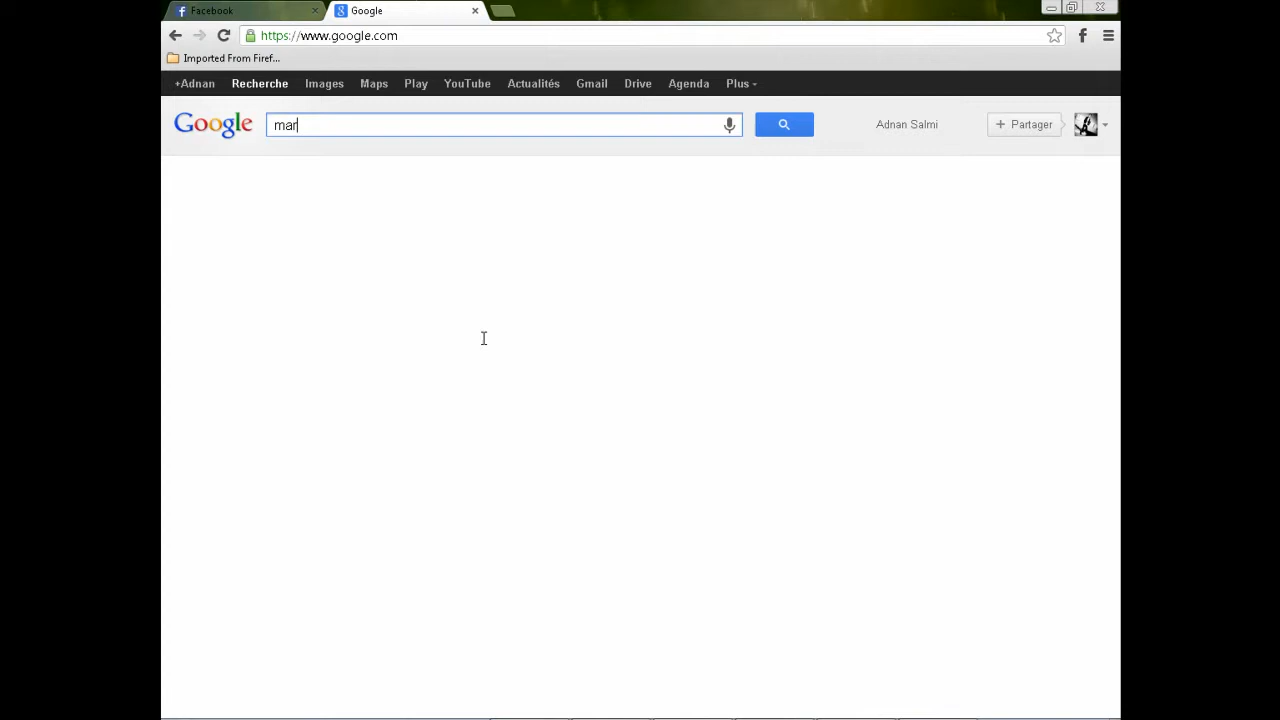 Facebook
Google
https://www.google.com
Imported From Firef...
+Adnan Recherche Images Maps Play YouTube Actualités Gmail Drive Agenda Plus
Google mar Adnan Salmi + Partager